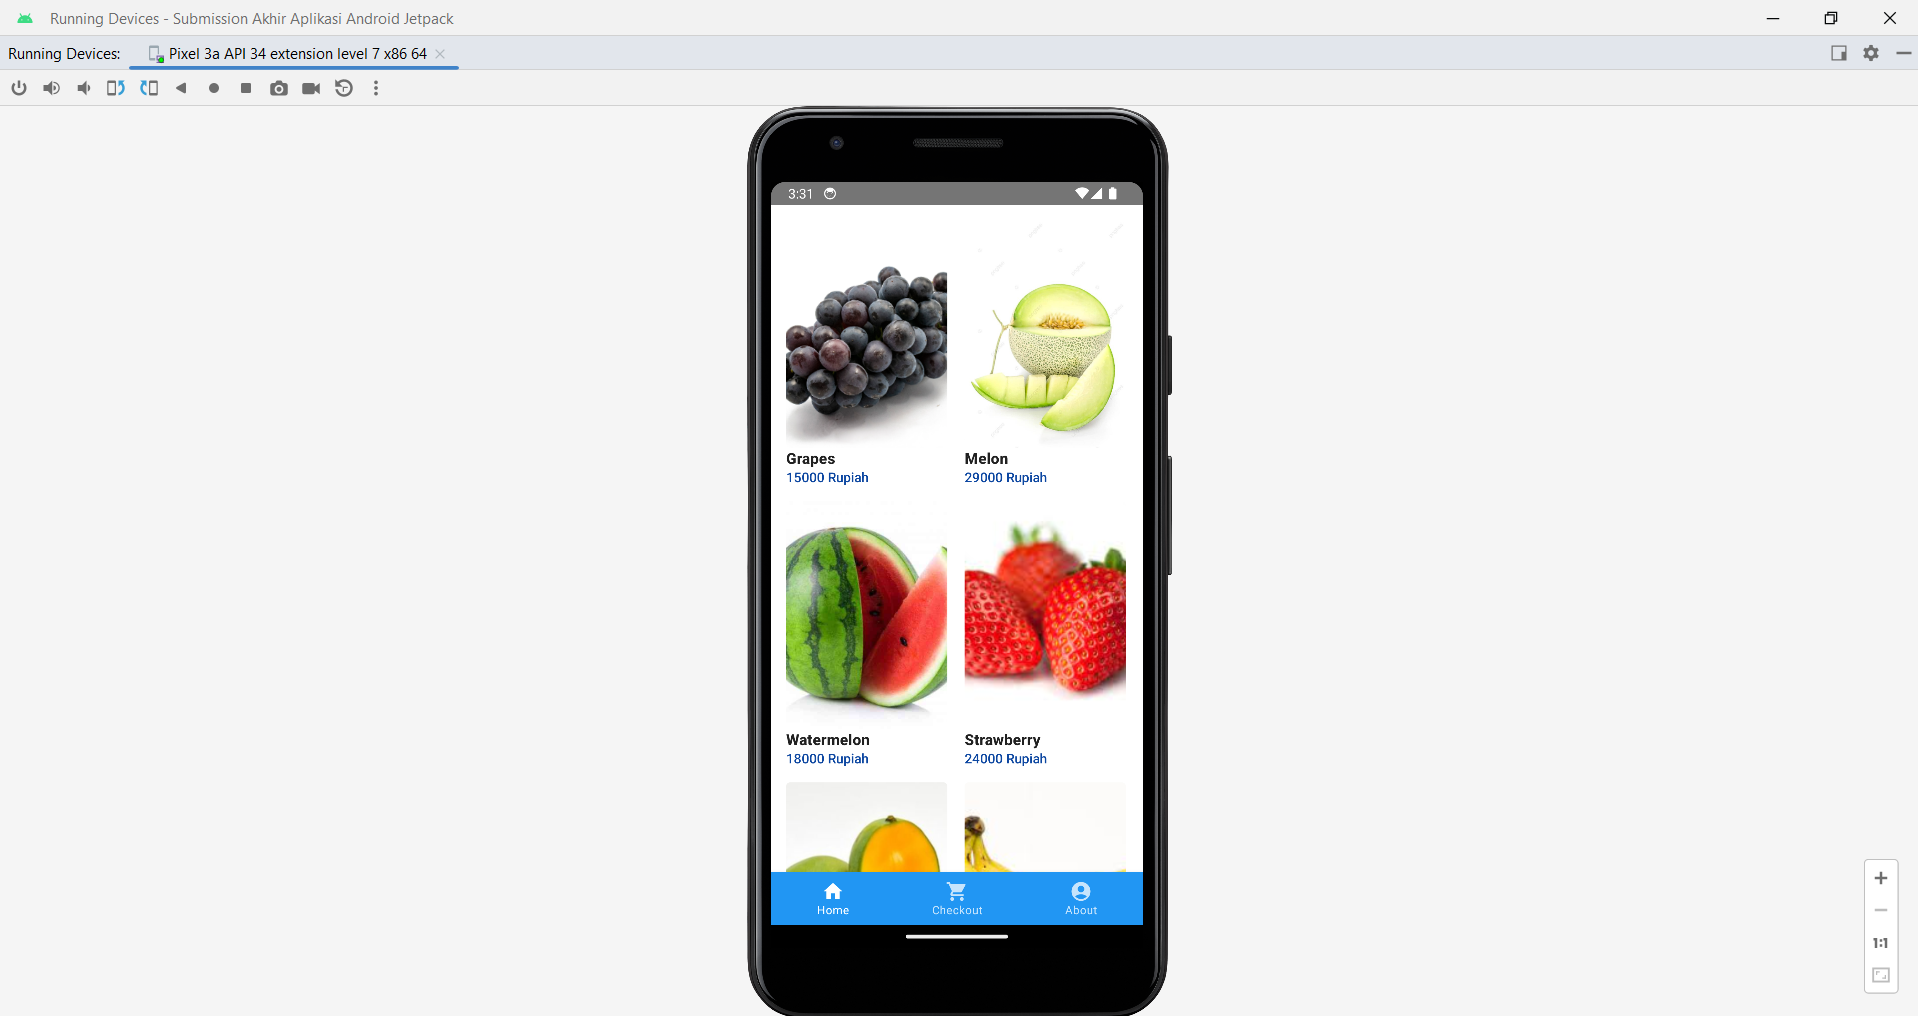 Running Devices - Submission Akhir Aplikasi Android Jetpack
Running Devices:
Pixel 3a API 34 extension level 7 x86 64
3:31
Grapes
15000 Rupiah
Melon
29000 Rupiah
Watermelon
18000 Rupiah
Strawberry
24000 Rupiah
Home
Checkout
About
1:1